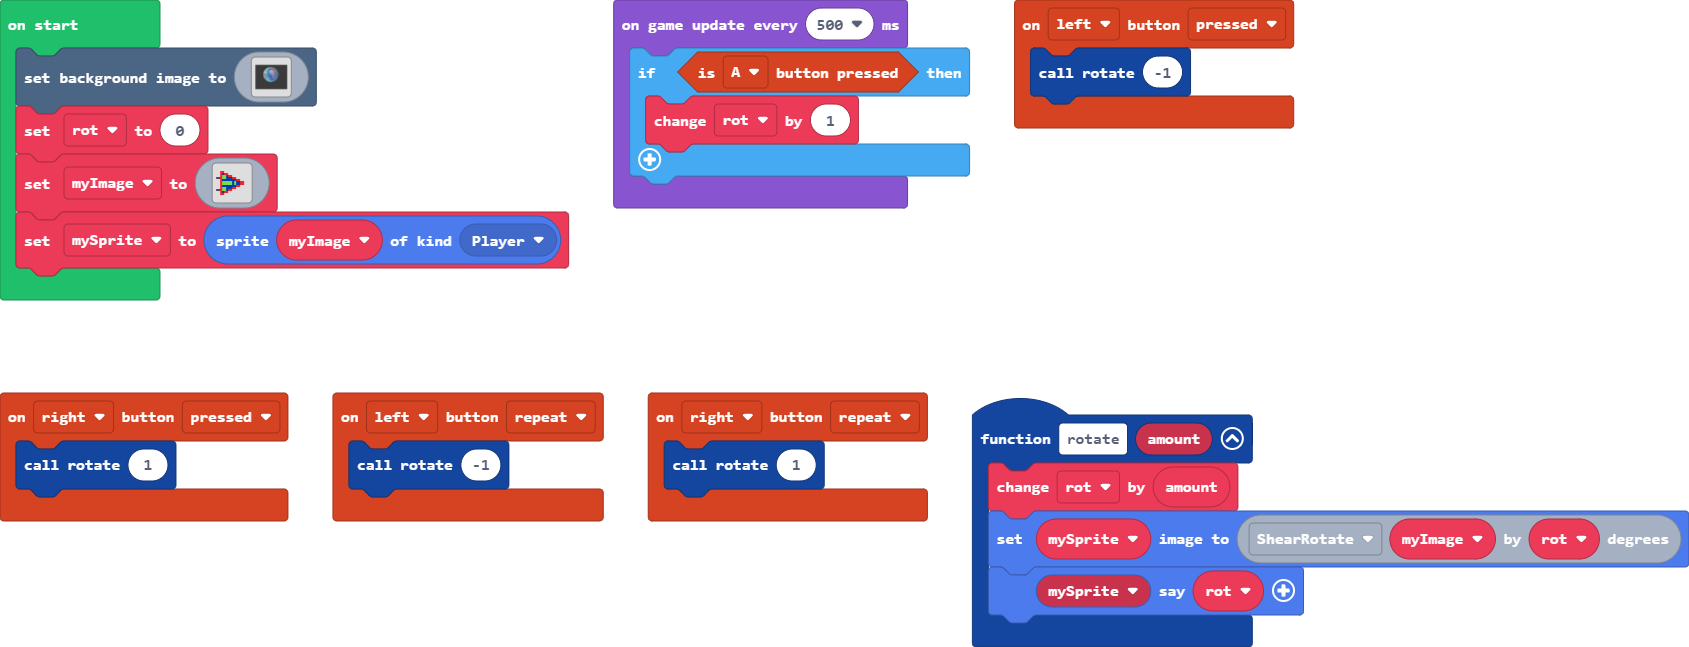 on start
set background image to
set rot to 0
set myImage to
set mySprite to sprite myImage of kind Player
on game update every 500 ms
if is A button pressed then
change rot by 1
on left button pressed
call rotate -1
on right button pressed
call rotate 1
on left button repeat
call rotate -1
on right button repeat
call rotate 1
function rotate amount
change rot by amount
set mySprite image to ShearRotate myImage by rot degrees
mySprite say rot